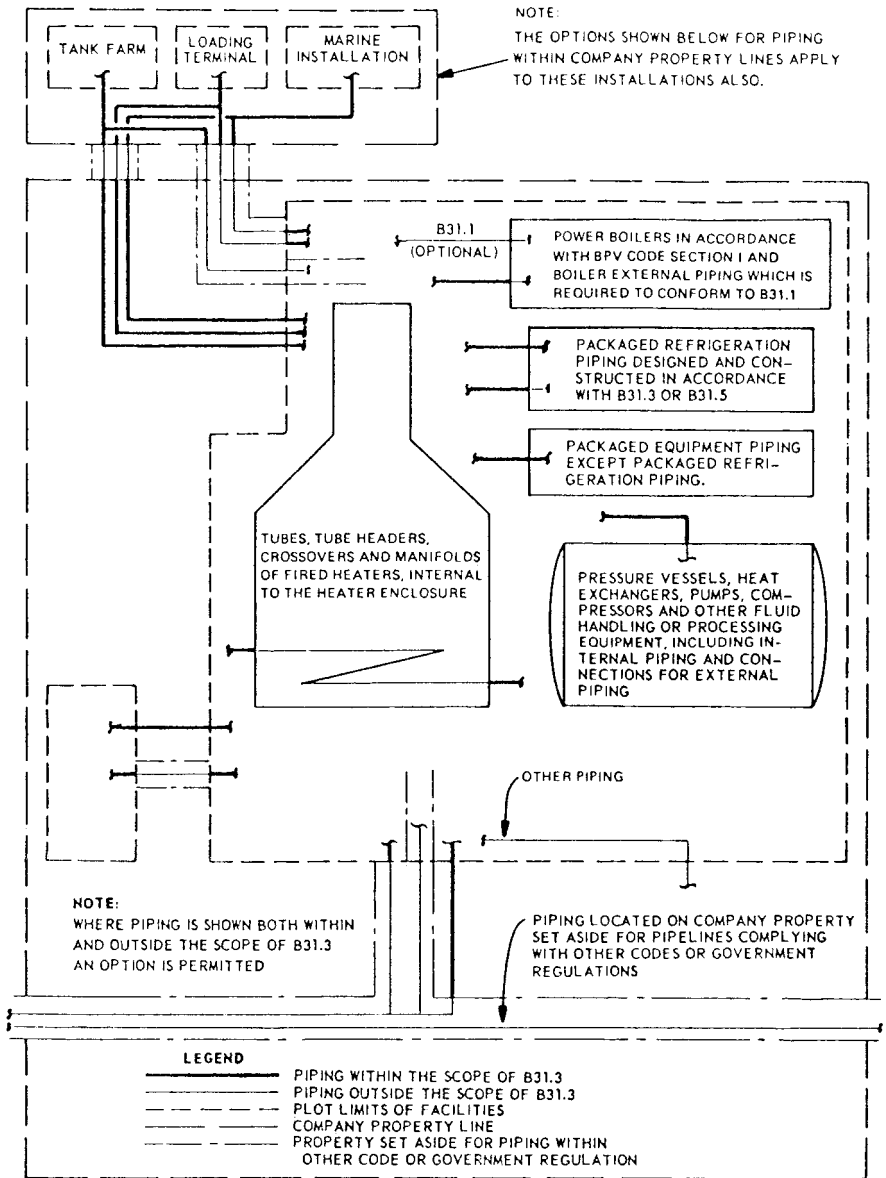 NOTE:
THE OPTIONS SHOWN BELOW FOR PIPING
WITHIN COMPANY PROPERTY LINES APPLY
TO THESE INSTALLATIONS ALSO.
TANK FARM
LOADING
TERMINAL
MARINE
INSTALLATION
B31.1
(OPTIONAL)
POWER BOILERS IN ACCORDANCE
WITH BPV CODE SECTION I AND
BOILER EXTERNAL PIPING WHICH IS
REQUIRED TO CONFORM TO B31.1
PACKAGED REFRIGERATION
PIPING DESIGNED AND CON-
STRUCTED IN ACCORDANCE
WITH B31.3 OR B31.5
PACKAGED EQUIPMENT PIPING
EXCEPT PACKAGED REFRI-
GERATION PIPING.
TUBES, TUBE HEADERS,
CROSSOVERS AND MANIFOLDS
OF FIRED HEATERS, INTERNAL
TO THE HEATER ENCLOSURE
PRESSURE VESSELS, HEAT
EXCHANGERS, PUMPS, COM-
PRESSORS AND OTHER FLUID
HANDLING OR PROCESSING
EQUIPMENT, INCLUDING IN-
TERNAL PIPING AND CON-
NECTIONS FOR EXTERNAL
PIPING
OTHER PIPING
NOTE:
WHERE PIPING IS SHOWN BOTH WITHIN
AND OUTSIDE THE SCOPE OF B31.3
AN OPTION IS PERMITTED
PIPING LOCATED ON COMPANY PROPERTY
SET ASIDE FOR PIPELINES COMPLYING
WITH OTHER CODES OR GOVERNMENT
REGULATIONS
LEGEND
PIPING WITHIN THE SCOPE OF B31.3
PIPING OUTSIDE THE SCOPE OF B31.3
PLOT LIMITS OF FACILITIES
COMPANY PROPERTY LINE
PROPERTY SET ASIDE FOR PIPING WITHIN
OTHER CODE OR GOVERNMENT REGULATION